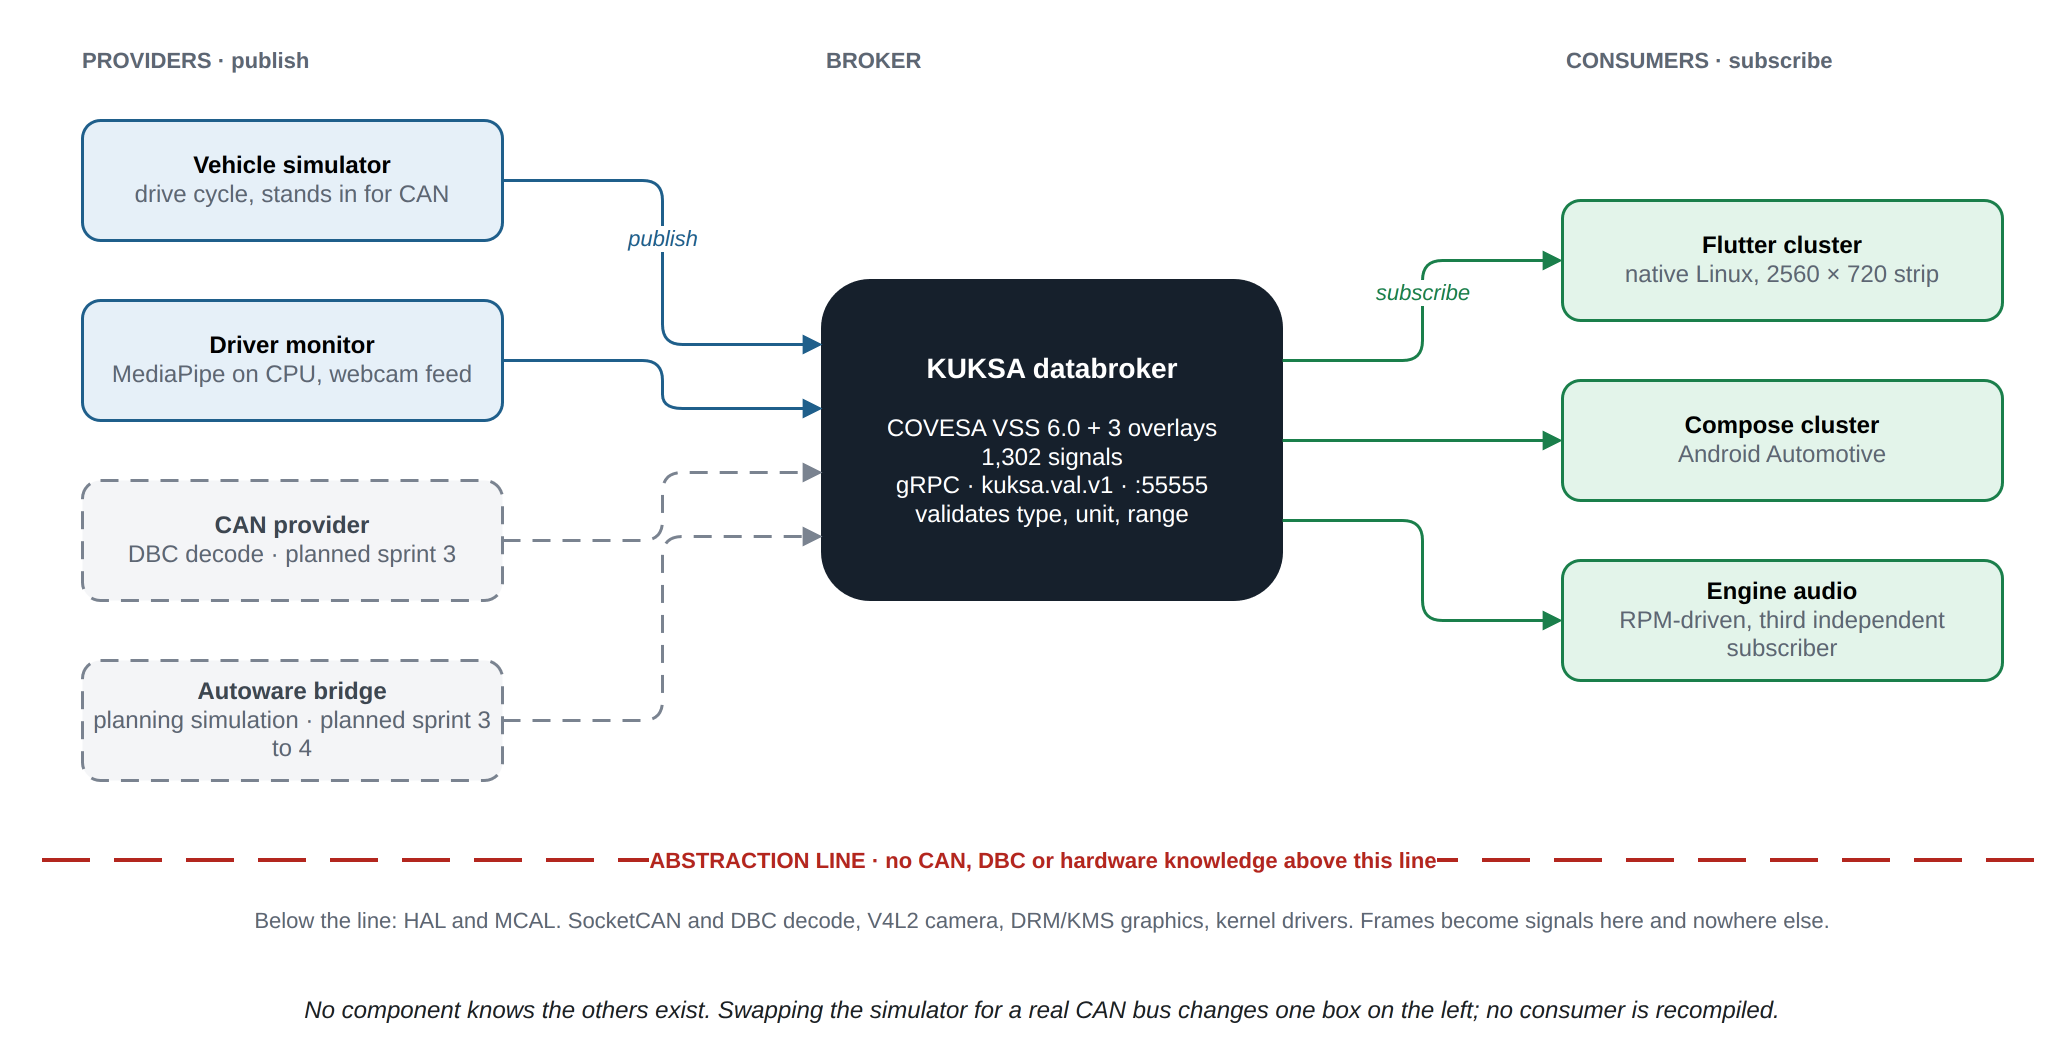 PROVIDERS · publish
BROKER
CONSUMERS · subscribe
Vehicle simulator
drive cycle, stands in for CAN
publish
Driver monitor
MediaPipe on CPU, webcam feed
CAN provider
DBC decode · planned sprint 3
Autoware bridge
planning simulation · planned sprint 3
to 4
KUKSA databroker
COVESA VSS 6.0 + 3 overlays
1,302 signals
gRPC · kuksa.val.v1 · :55555
validates type, unit, range
subscribe
Flutter cluster
native Linux, 2560 × 720 strip
Compose cluster
Android Automotive
Engine audio
RPM-driven, third independent
subscriber
ABSTRACTION LINE · no CAN, DBC or hardware knowledge above this line
Below the line: HAL and MCAL. SocketCAN and DBC decode, V4L2 camera, DRM/KMS graphics, kernel drivers. Frames become signals here and nowhere else.
No component knows the others exist. Swapping the simulator for a real CAN bus changes one box on the left; no consumer is recompiled.